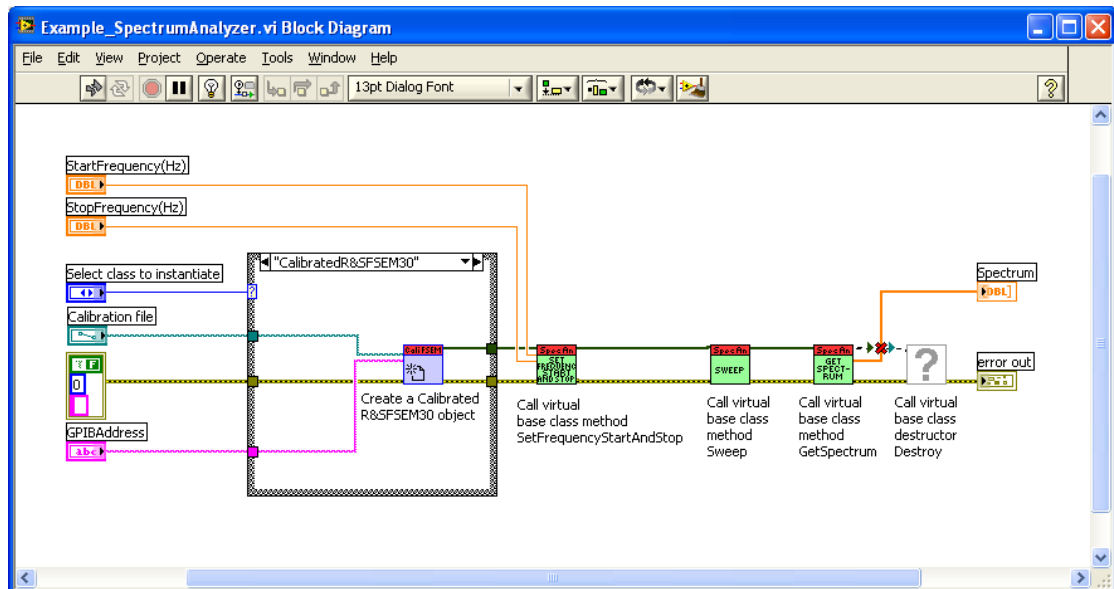 Example_SpectrumAnalyzer.vi Block Diagram
File Edit View Project Operate Tools Window Help
13pt Dialog Font
StartFrequency(Hz)
DBL
StopFrequency(Hz)
DBL
"CalibratedR&SFSEM30"
Select class to instantiate
?
Calibration file
F
0
GPIBAddress
abc
CaliFSEM
Create a Calibrated
R&SFSEM30 object
SpecAn
SET
FREQUENC
START
ANDSTOP
Call virtual
base class method
SetFrequencyStartAndStop
SpecAn
SWEEP
Call virtual
base class
method
Sweep
SpecAn
GET
SPECT-
RUM
Call virtual
base class
method
GetSpectrum
?
Call virtual
base class
destructor
Destroy
Spectrum
DBL]
error out